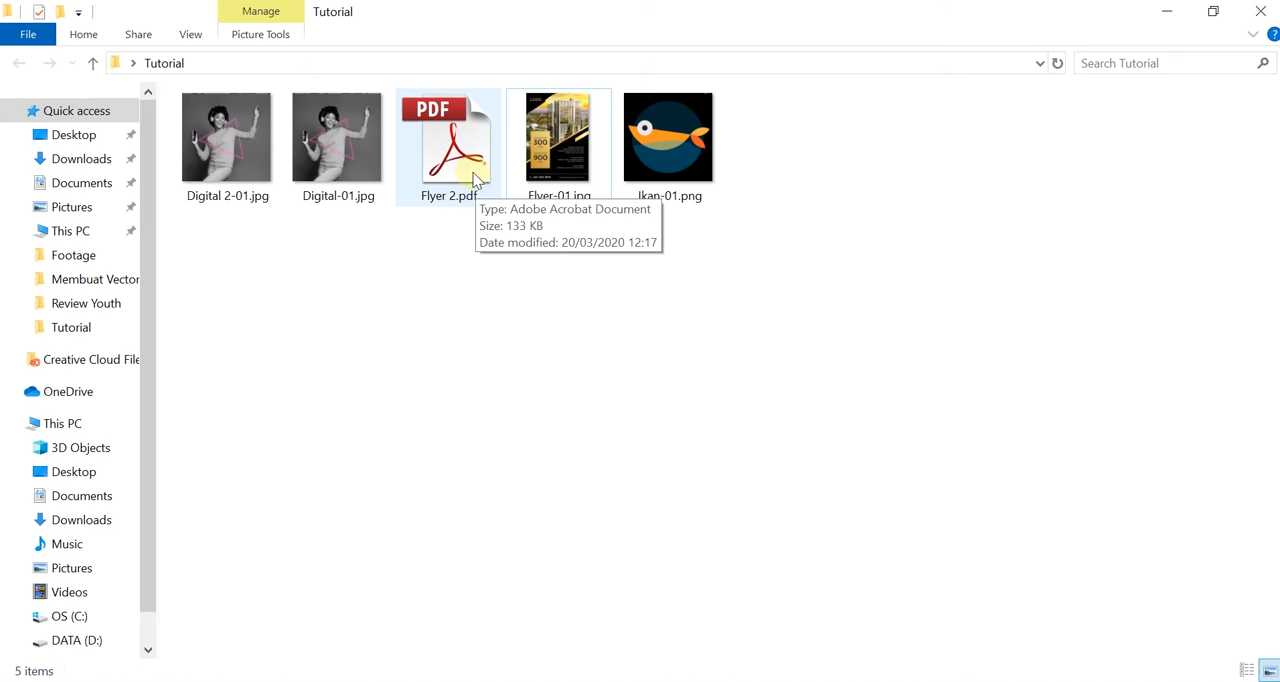 Manage
Tutorial
File
Home
Share
View
Picture Tools
Tutorial
Search Tutorial
Quick access
Desktop
Downloads
Documents
Pictures
This PC
Footage
Membuat Vector
Review Youth
Tutorial
Creative Cloud File
OneDrive
This PC
3D Objects
Desktop
Documents
Downloads
Music
Pictures
Videos
OS (C:)
DATA (D:)
PDF
LOGO
300
900
Digital 2-01.jpg
Digital-01.jpg
Flyer 2.pdf
Flyer-01.jpg
Ikan-01.png
Type: Adobe Acrobat Document
Size: 133 KB
Date modified: 20/03/2020 12:17
5 items